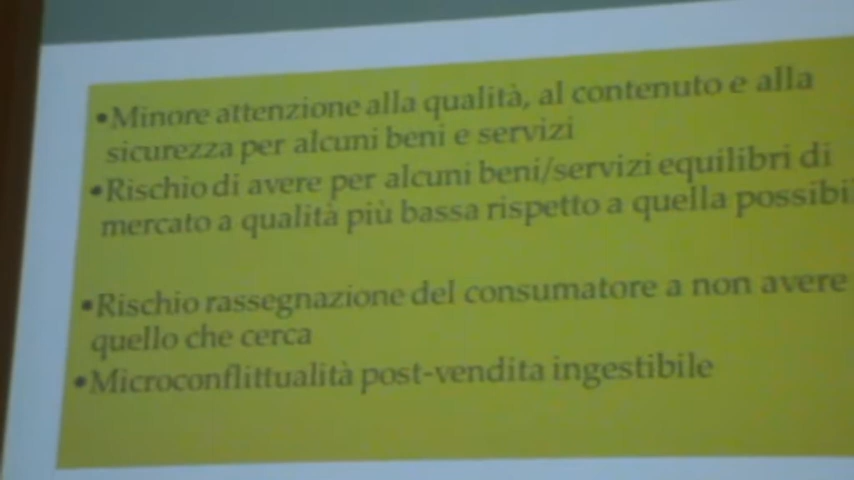 •Minore attenzione alla qualità, al contenuto e alla
sicurezza per alcuni beni e servizi
•Rischio di avere per alcuni beni/servizi equilibri di
mercato a qualità più bassa rispetto a quella possibi
•Rischio rassegnazione del consumatore a non avere
quello che cerca
•Microconflittualità post-vendita ingestibile